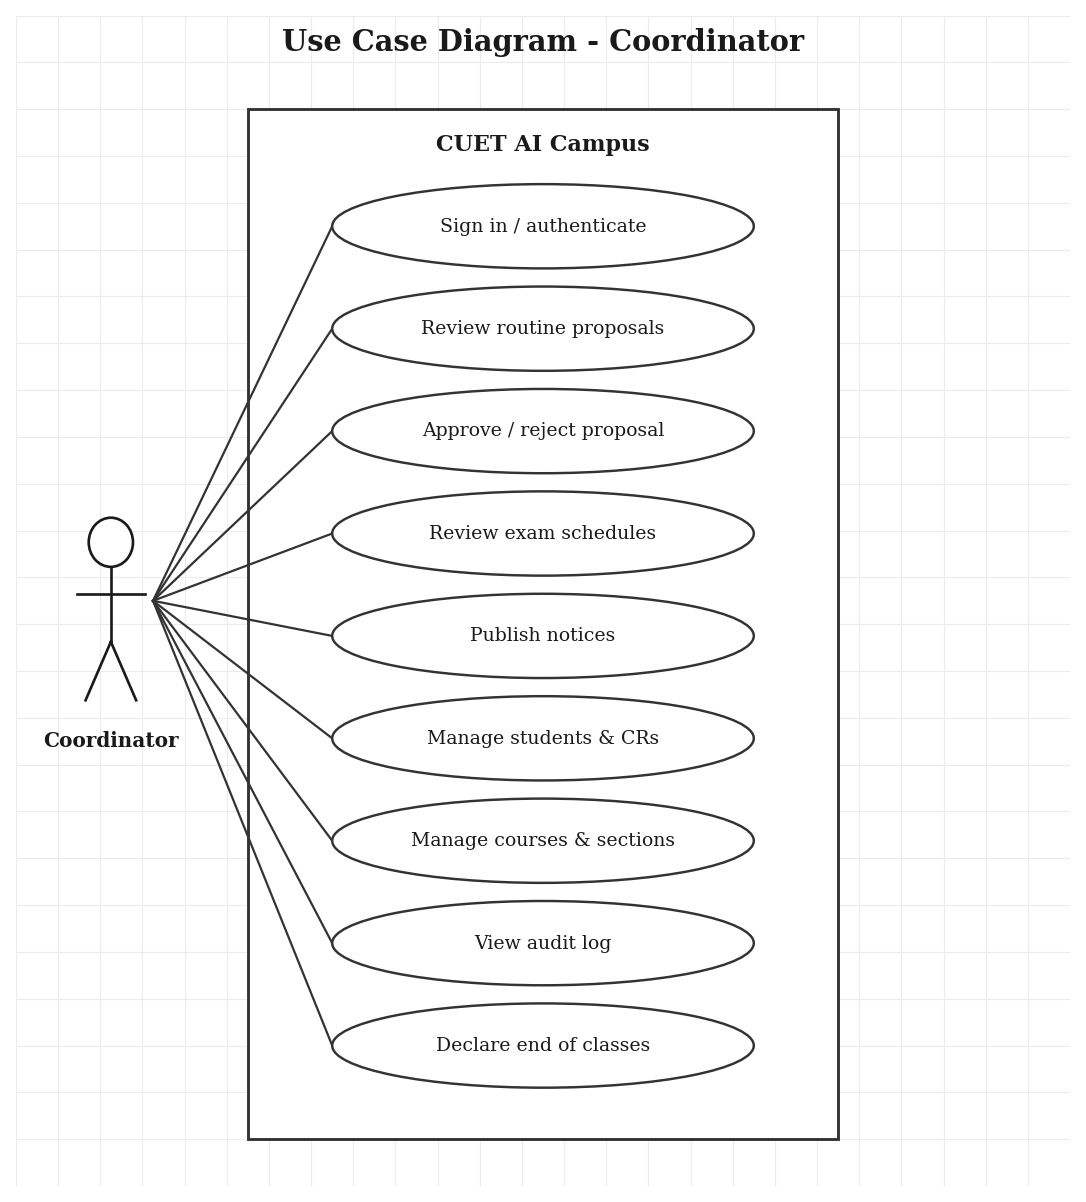 Use Case Diagram - Coordinator
CUET AI Campus
Sign in / authenticate
Review routine proposals
Approve / reject proposal
Review exam schedules
Publish notices
Manage students & CRs
Coordinator
Manage courses & sections
View audit log
Declare end of classes